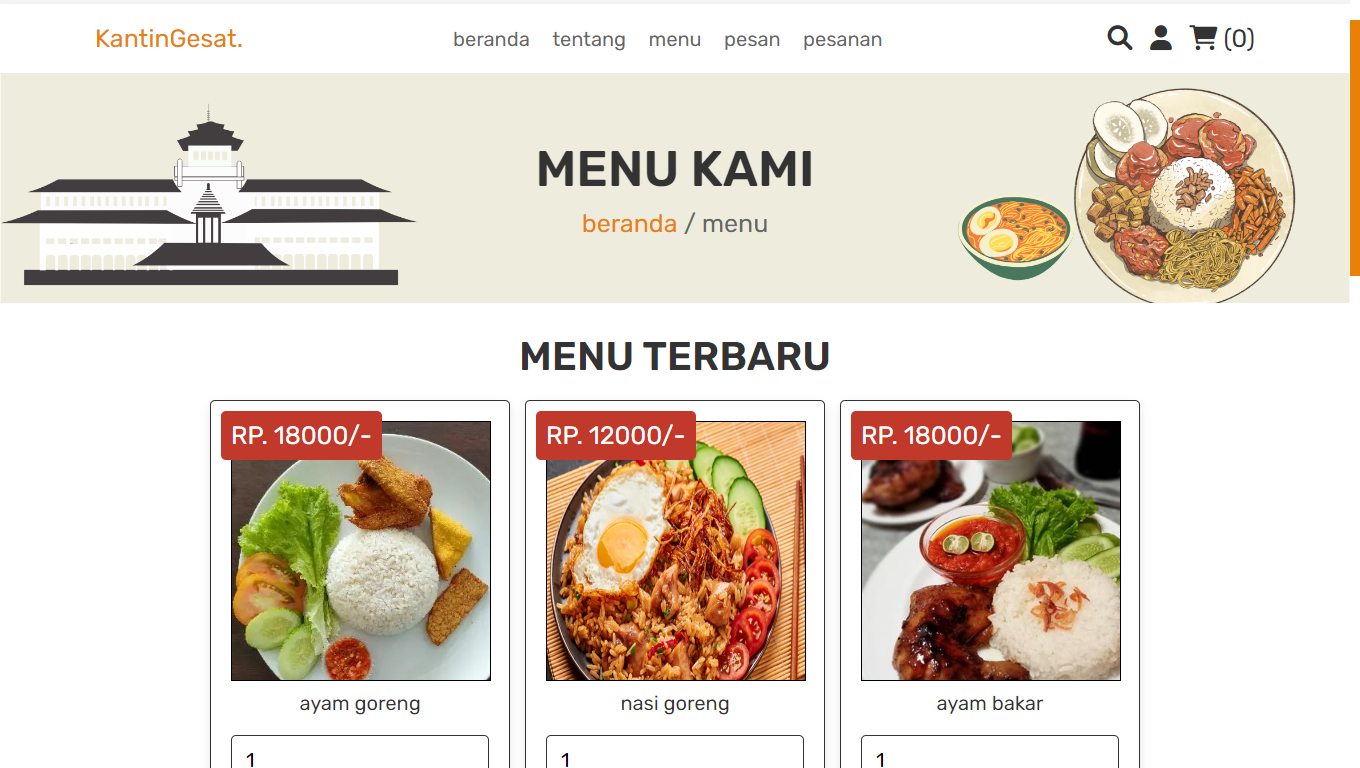 KantinGesat.
beranda tentang menu pesan pesanan
(0)
MENU KAMI
beranda / menu
MENU TERBARU
RP. 18000/- RP. 12000/- RP. 18000/-
ayam goreng nasi goreng ayam bakar
1 1 1